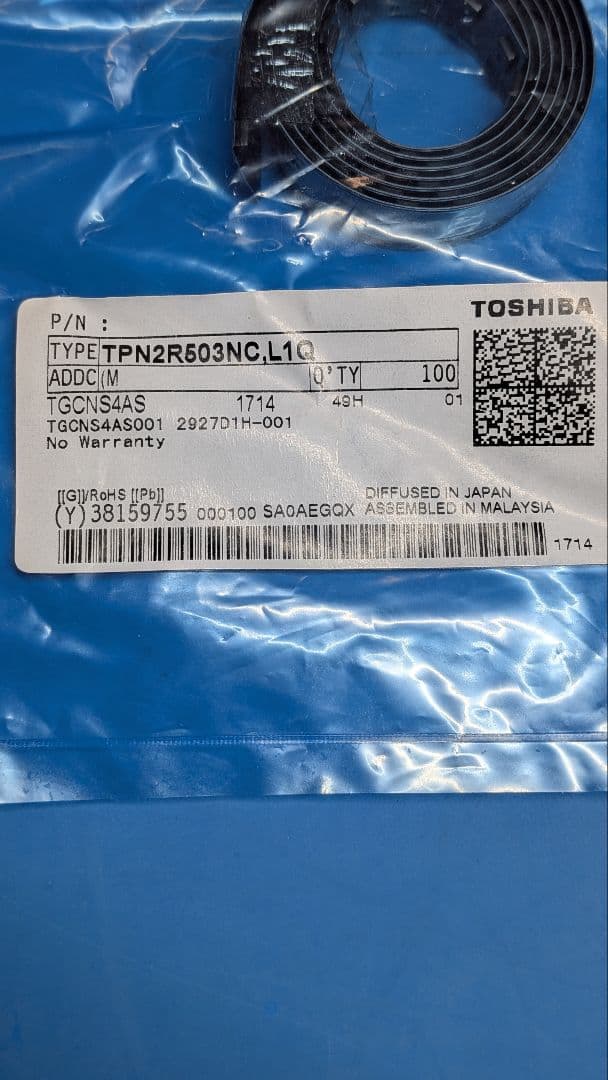 TOSHIBA
P/N :
TYPE TPN2R503NC,L1Q
ADDC (M Q'TY 100
TGCNS4AS 1714 49H 01
TGCNS4AS001 2927D1H-001
No Warranty
[[G]]/RoHS [[Pb]] DIFFUSED IN JAPAN
(Y) 38159755 000100 SA0AEGQX ASSEMBLED IN MALAYSIA
1714